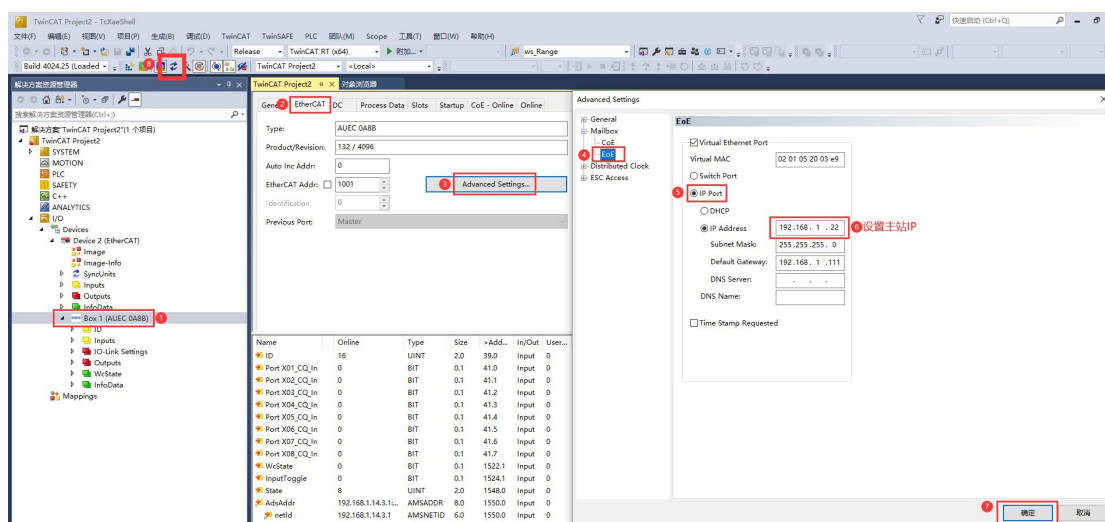 TwinCAT Project2 - TcXaeShell
快速启动 (Ctrl+Q)
文件(F) 编辑(E) 视图(V) 项目(P) 生成(B) 调试(D) TwinCAT TwinSAFE PLC 团队(M) Scope 工具(T) 窗口(W) 帮助(H)
Release TwinCAT RT (x64) 附加... ws_Range
Build 4024.25 (Loaded 8 TwinCAT Project2 <Local>
解决方案资源管理器
搜索解决方案资源管理器(Ctrl+;)
解决方案"TwinCAT Project2"(1 个项目)
TwinCAT Project2
SYSTEM
MOTION
PLC
SAFETY
C++
ANALYTICS
I/O
Devices
Device 2 (EtherCAT)
Image
Image-Info
SyncUnits
Inputs
Outputs
InfoData
Box 1 (AUEC 0A8B) 1
ID
Inputs
IO-Link Settings
Outputs
WcState
InfoData
Mappings
TwinCAT Project2 对象浏览器
2 EtherCAT DC Process Data Slots Startup CoE - Online Online
Type: AUEC 0A8B
Product/Revision: 132 / 4096
Auto Inc Addr: 0
EtherCAT Addr: 1001 3 Advanced Settings...
Identification 0
Previous Port: Master
Name Online Type Size >Add... In/Out User...
ID 16 UINT 2.0 39.0 Input 0
Port X01_CQ_In 0 BIT 0.1 41.0 Input 0
Port X02_CQ_In 0 BIT 0.1 41.1 Input 0
Port X03_CQ_In 0 BIT 0.1 41.2 Input 0
Port X04_CQ_In 0 BIT 0.1 41.3 Input 0
Port X05_CQ_In 0 BIT 0.1 41.4 Input 0
Port X06_CQ_In 0 BIT 0.1 41.5 Input 0
Port X07_CQ_In 0 BIT 0.1 41.6 Input 0
Port X08_CQ_In 0 BIT 0.1 41.7 Input 0
WcState 0 BIT 0.1 1522.1 Input 0
InputToggle 0 BIT 0.1 1524.1 Input 0
State 8 UINT 2.0 1548.0 Input 0
AdsAddr 192.168.1.14.3.1:... AMSADDR 8.0 1550.0 Input 0
netId 192.168.1.14.3.1 AMSNETID 6.0 1550.0 Input 0
Advanced Settings
General
Mailbox
CoE
4 EoE
Distributed Clock
ESC Access
EoE
Virtual Ethernet Port
Virtual MAC 02 01 05 20 03 e9
Switch Port
5 IP Port
DHCP
IP Address 192.168. 1 .22 6 设置主站IP
Subnet Mask: 255.255.255. 0
Default Gateway: 192.168. 1 .111
DNS Server: . . .
DNS Name:
Time Stamp Requested
7 确定 取消